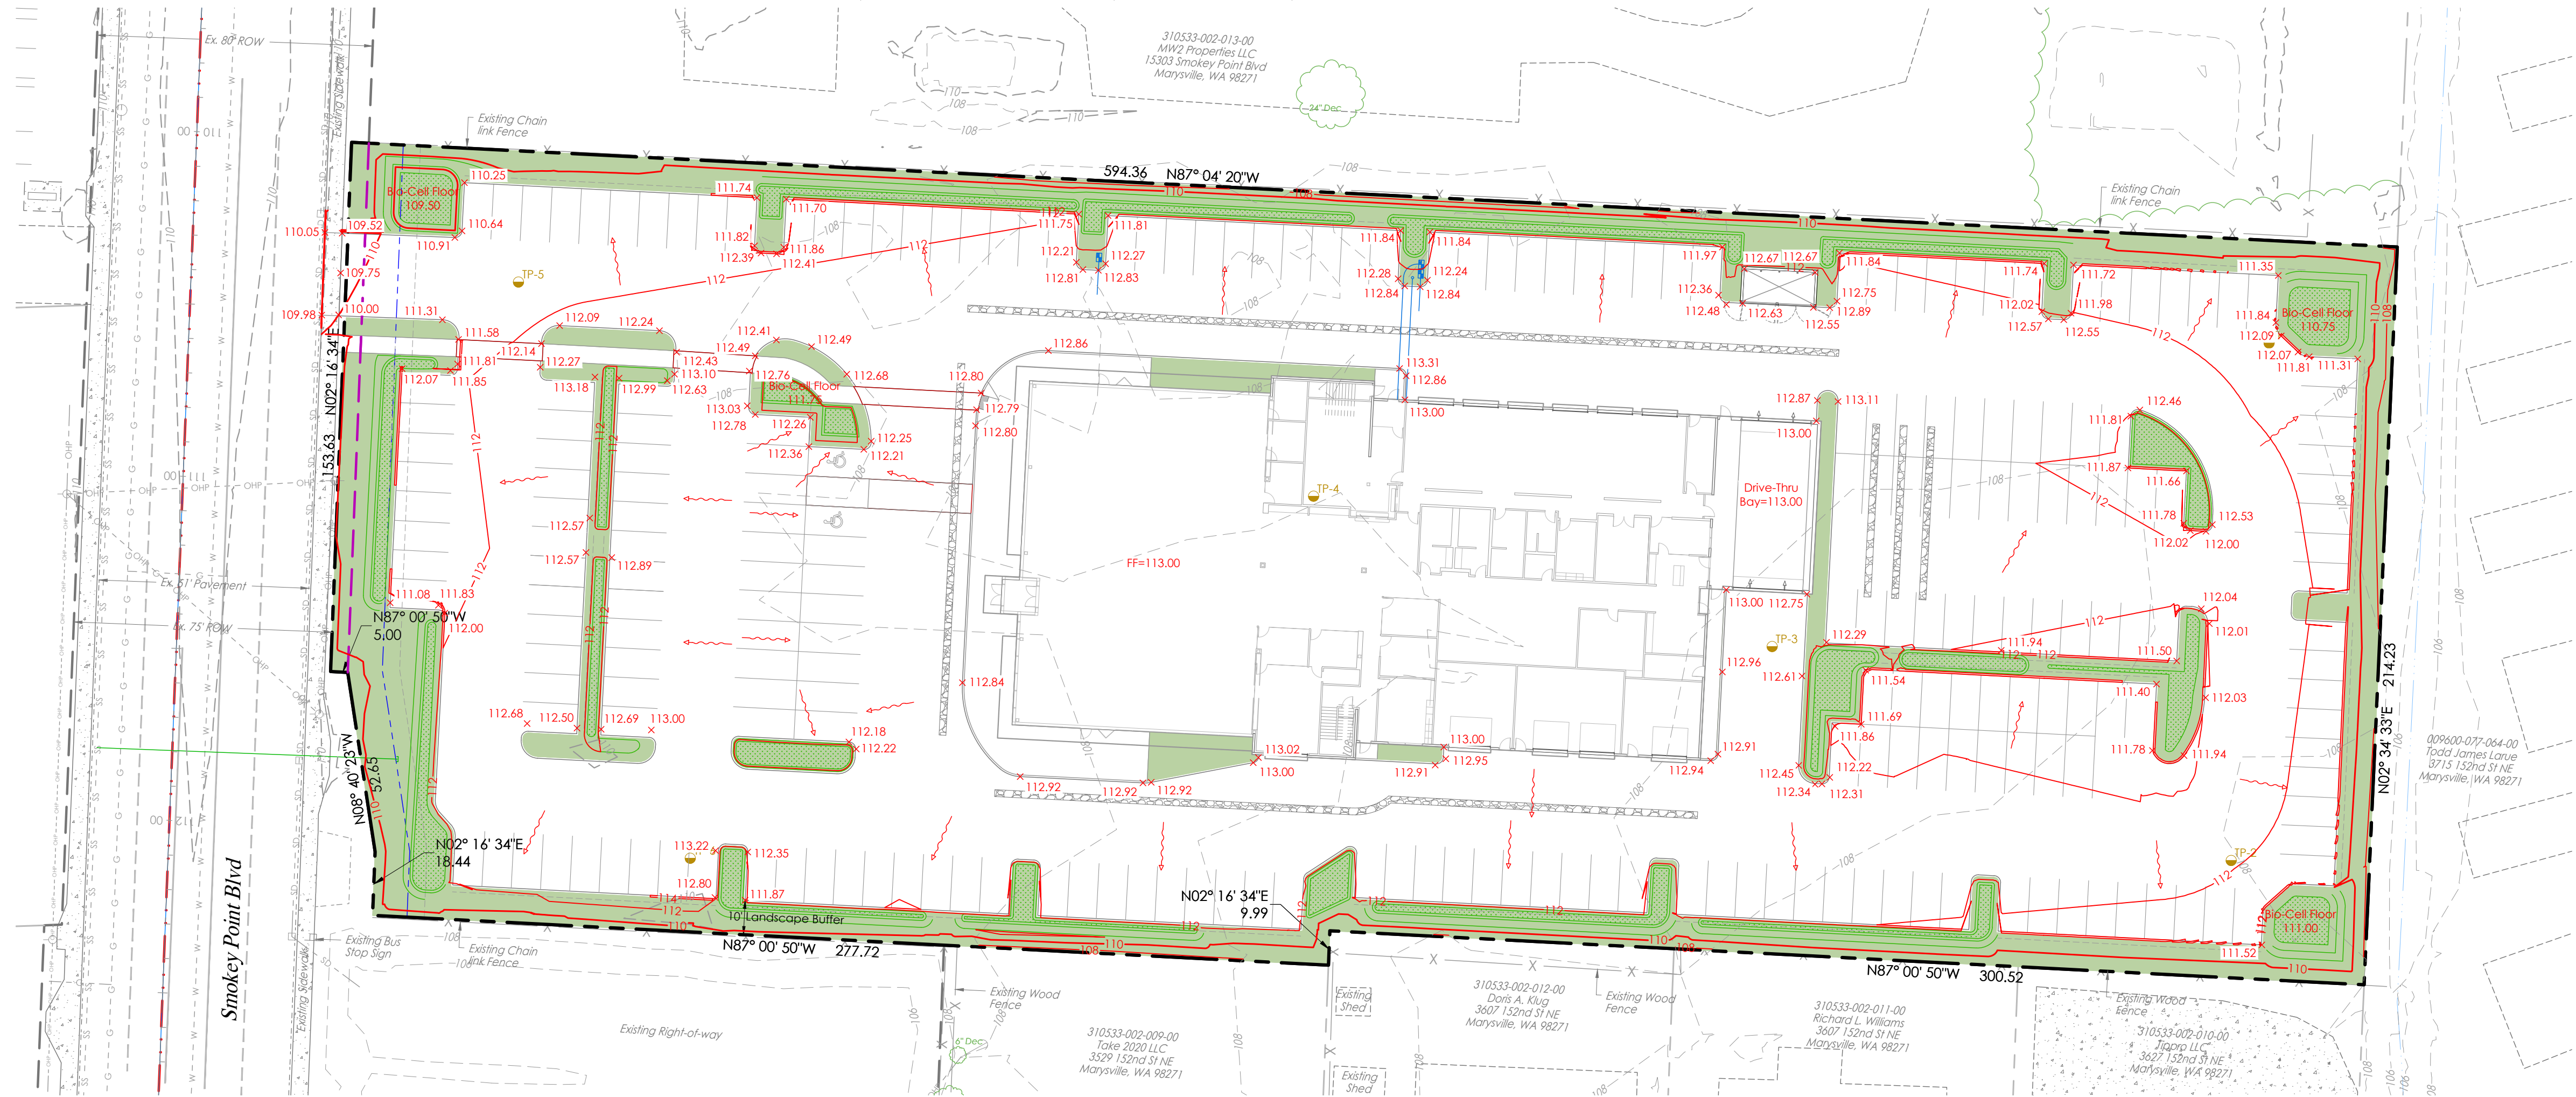 Ex. 80' ROW
310533-002-013-00
MW2 Properties LLC
15303 Smokey Point Blvd
Marysville, WA 98271
24" Dec
Existing Sidewalk
Existing Chain
link Fence
594.36 N87° 04' 20"W
Existing Chain
link Fence
Bio-Cell Floor
109.50
110.25
110.64
110.91
109.52
110.05
109.75
110.00
109.98
TP-5
111.74
111.70
111.82
111.86
112.39
112.41
111.75
111.81
112.21
112.27
112.81
112.83
111.84
111.84
112.28
112.24
112.84
112.84
111.97
112.67
112.67
111.84
112.36
112.48
112.63
112.55
112.75
112.89
111.74
111.72
112.02
111.98
112.57
112.55
111.35
Bio-Cell Floor
110.75
111.84
112.09
112.07
111.81
111.31
111.31
111.58
112.09
112.24
112.14
112.27
112.43
113.10
112.63
113.18
112.99
111.81
111.85
112.07
112.41
112.49
112.49
112.76
112.68
Bio-Cell Floor
111.75
113.03
112.78
112.26
112.36
112.25
112.21
112.80
112.79
112.80
112.86
113.31
112.86
113.00
112.87
113.11
113.00
112.46
111.81
111.87
111.66
111.78
112.53
112.02
112.00
N02° 16' 34"E
153.63
TP-4
Drive-Thru
Bay=113.00
FF=113.00
112.57
112.57
112.89
Ex. 51' Pavement
Ex. 75' ROW
111.08
111.83
N87° 00' 50"W
5.00
112.00
113.00
112.75
TP-3
112.29
112.96
112.61
111.94
111.50
112.04
112.01
111.54
111.40
112.03
111.69
111.86
111.78
111.94
N02° 34' 33"E 214.23
112.84
112.68
112.50
112.69
113.00
112.18
112.22
113.02
113.00
113.00
112.95
112.91
112.91
112.94
112.45
112.34
112.22
112.31
112.92
112.92
112.92
N08° 40' 23"W
52.65
009600-077-064-00
Todd James Larue
3715 152nd St NE
Marysville, WA 98271
Smokey Point Blvd
N02° 16' 34"E
18.44
113.22
112.35
112.80
111.87
10' Landscape Buffer
N02° 16' 34"E
9.99
TP-2
Bio-Cell Floor
111.00
111.52
N87° 00' 50"W 277.72
N87° 00' 50"W 300.52
Existing Bus
Stop Sign
Existing Sidewalk
Existing Chain
link Fence
Existing Right-of-way
Existing Wood
Fence
6" Dec
310533-002-009-00
Take 2020 LLC
3529 152nd St NE
Marysville, WA 98271
Existing
Shed
Existing
Shed
310533-002-012-00
Doris A. Klug
3607 152nd St NE
Marysville, WA 98271
Existing Wood
Fence
310533-002-011-00
Richard L. Williams
3607 152nd St NE
Marysville, WA 98271
Existing Wood
Fence
310533-002-010-00
Tippro LLC
3627 152nd St NE
Marysville, WA 98271